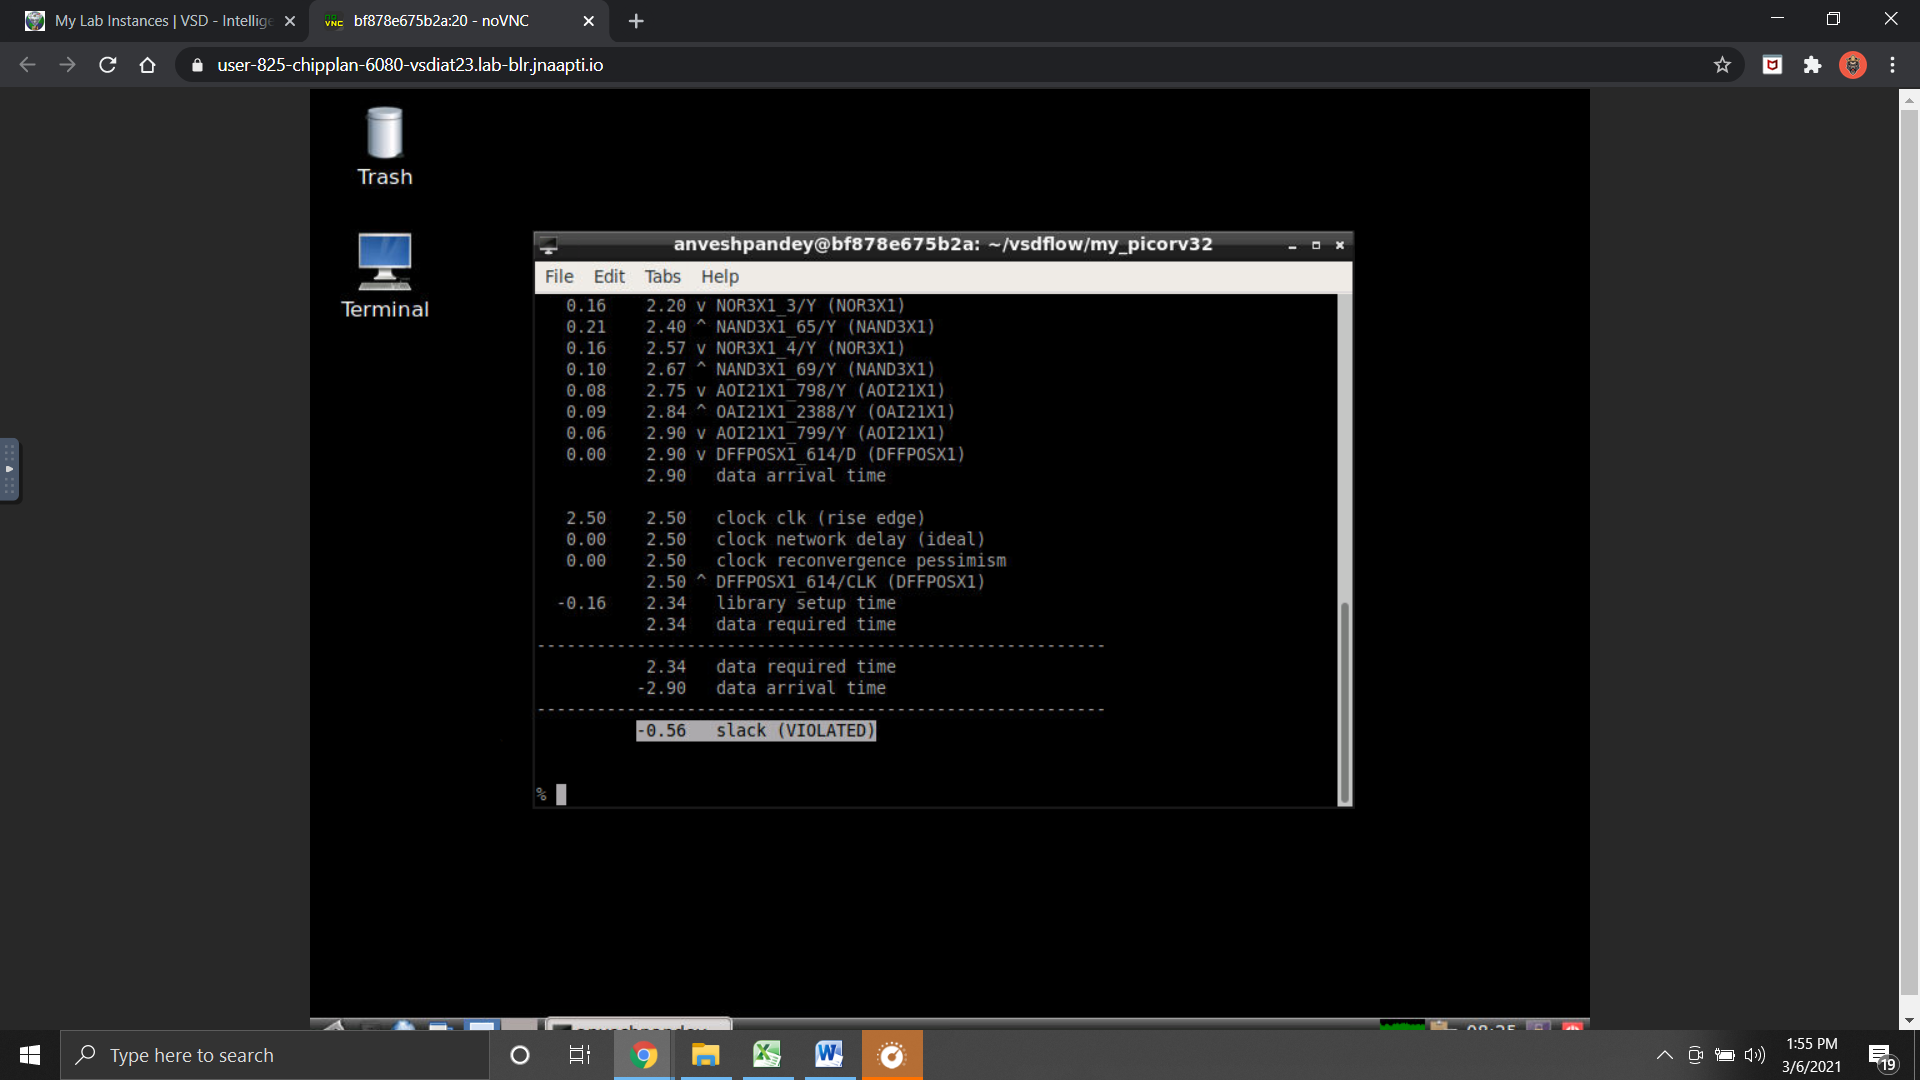 My Lab Instances | VSD - Intellige
bf878e675b2a:20 - noVNC
user-825-chipplan-6080-vsdiat23.lab-blr.jnaapti.io
Trash
Terminal
anveshpandey@bf878e675b2a: ~/vsdflow/my_picorv32
File Edit Tabs Help
0.16 2.20 v NOR3X1_3/Y (NOR3X1)
0.21 2.40 ^ NAND3X1_65/Y (NAND3X1)
0.16 2.57 v NOR3X1_4/Y (NOR3X1)
0.10 2.67 ^ NAND3X1_69/Y (NAND3X1)
0.08 2.75 v AOI21X1_798/Y (AOI21X1)
0.09 2.84 ^ OAI21X1_2388/Y (OAI21X1)
0.06 2.90 v AOI21X1_799/Y (AOI21X1)
0.00 2.90 v DFFPOSX1_614/D (DFFPOSX1)
2.90 data arrival time
2.50 2.50 clock clk (rise edge)
0.00 2.50 clock network delay (ideal)
0.00 2.50 clock reconvergence pessimism
2.50 ^ DFFPOSX1_614/CLK (DFFPOSX1)
-0.16 2.34 library setup time
2.34 data required time
---------------------------------------------------------
2.34 data required time
-2.90 data arrival time
---------------------------------------------------------
-0.56 slack (VIOLATED)
%
Type here to search
1:55 PM
3/6/2021
19